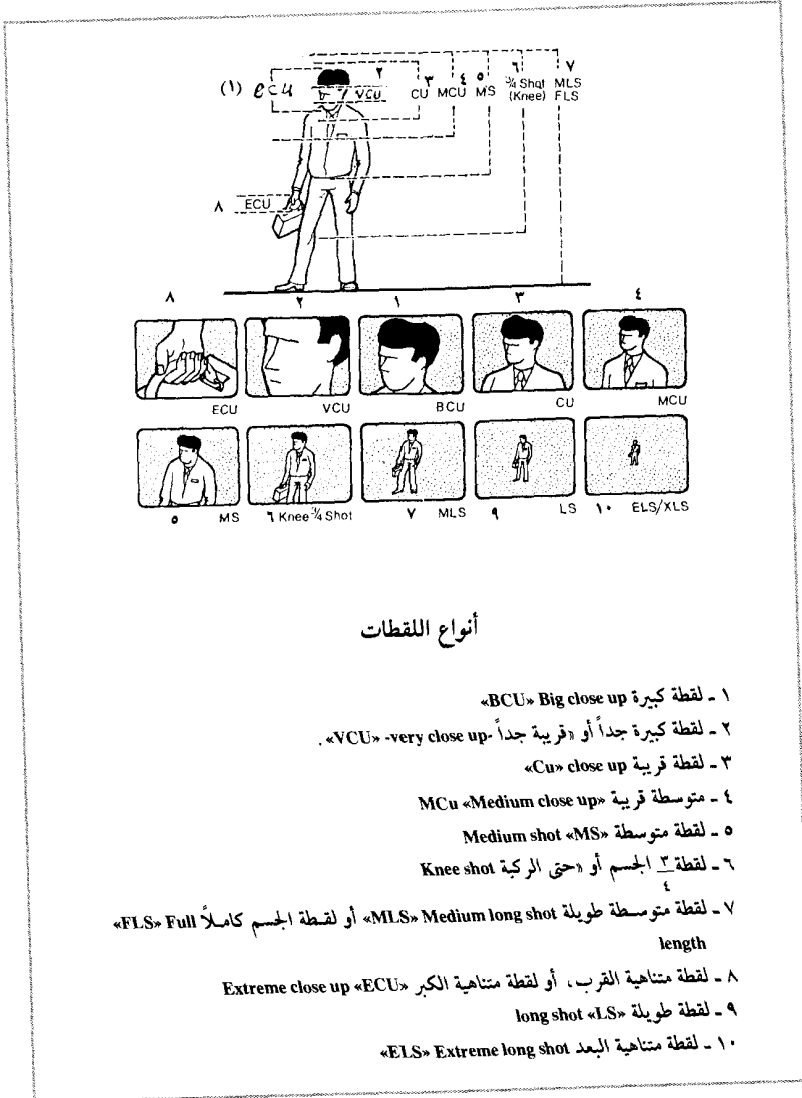 (١) ecu
٢ VCU
٣ CU
٤ MCU
٥ MS
٦ ¾ Shot (Knee)
٧ MLS FLS
٨ ECU
٨ ٢ ١ ٣ ٤
ECU VCU BCU CU MCU
٥ MS ٦ Knee ¾ Shot ٧ MLS ٩ LS ١٠ ELS/XLS
أنواع اللقطات
١ ـ لقطة كبيرة BCU» Big close up»
٢ ـ لقطة كبيرة جداً أو «قريبة جداً -VCU» -very close up» .
٣ ـ لقطة قريبة Cu» close up»
٤ ـ متوسطة قريبة MCu «Medium close up»
٥ ـ لقطة متوسطة Medium shot «MS»
٦ ـ لقطة ٣/٤ الجسم أو «حتى الركبة Knee shot
٧ ـ لقطة متوسطة طويلة MLS» Medium long shot» أو لقطة الجسم كاملاً FLS» Full»
length
٨ ـ لقطة متناهية القرب، أو لقطة متناهية الكبر Extreme close up «ECU»
٩ ـ لقطة طويلة long shot «LS»
١٠ ـ لقطة متناهية البعد ELS» Extreme long shot»